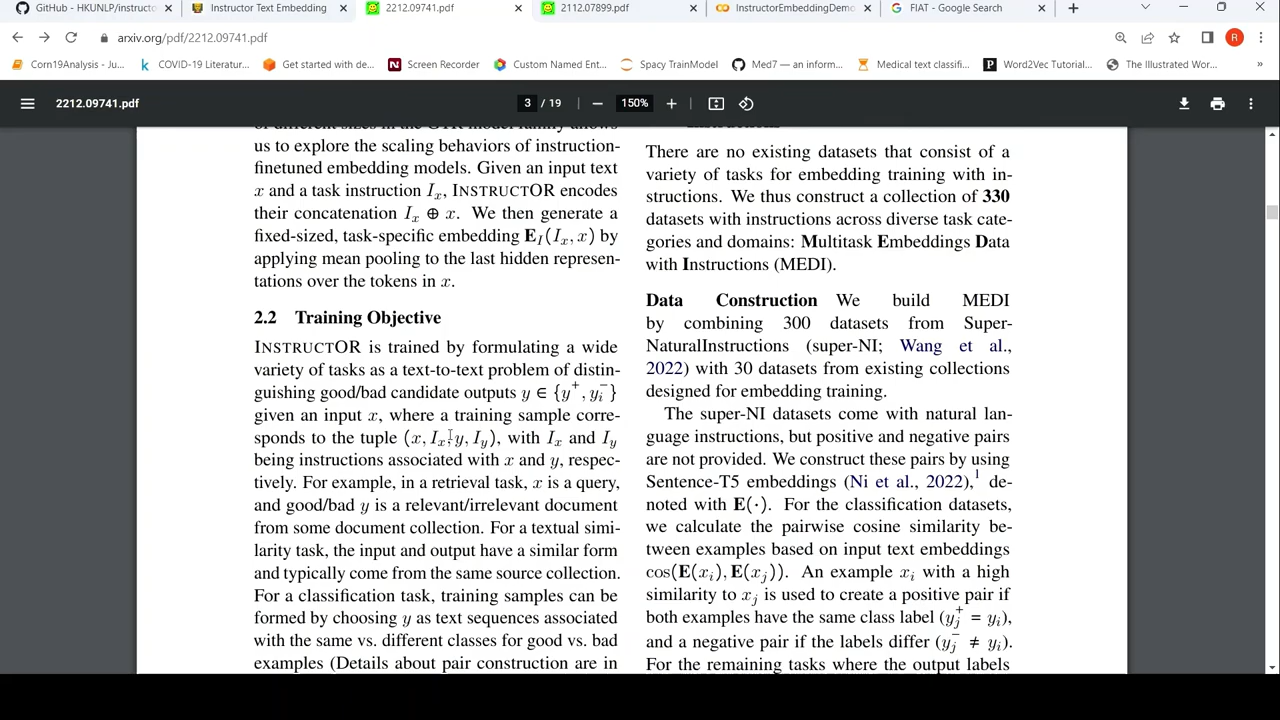 GitHub - HKUNLP/instructo
Instructor Text Embedding
2212.09741.pdf
2112.07899.pdf
InstructorEmbeddingDemo
FIAT - Google Search
arxiv.org/pdf/2212.09741.pdf
R
Corn19Analysis - Ju...
COVID-19 Literatur...
Get started with de...
Screen Recorder
Custom Named Ent...
Spacy TrainModel
Med7 — an inform...
Medical text classifi...
Word2Vec Tutorial...
The Illustrated Wor...
»
2212.09741.pdf
3 / 19
150%
us to explore the scaling behaviors of instruction-
finetuned embedding models. Given an input text
x and a task instruction Iₓ, INSTRUCTOR encodes
their concatenation Iₓ ⊕ x. We then generate a
fixed-sized, task-specific embedding E_I(Iₓ, x) by
applying mean pooling to the last hidden represen-
tations over the tokens in x.
2.2 Training Objective
INSTRUCTOR is trained by formulating a wide
variety of tasks as a text-to-text problem of distin-
guishing good/bad candidate outputs y ∈ {y⁺, yᵢ⁻}
given an input x, where a training sample corre-
sponds to the tuple (x, Iₓ, y, I_y), with Iₓ and I_y
being instructions associated with x and y, respec-
tively. For example, in a retrieval task, x is a query,
and good/bad y is a relevant/irrelevant document
from some document collection. For a textual simi-
larity task, the input and output have a similar form
and typically come from the same source collection.
For a classification task, training samples can be
formed by choosing y as text sequences associated
with the same vs. different classes for good vs. bad
examples (Details about pair construction are in
There are no existing datasets that consist of a
variety of tasks for embedding training with in-
structions. We thus construct a collection of 330
datasets with instructions across diverse task cate-
gories and domains: Multitask Embeddings Data
with Instructions (MEDI).
Data Construction We build MEDI
by combining 300 datasets from Super-
NaturalInstructions (super-NI; Wang et al.,
2022) with 30 datasets from existing collections
designed for embedding training.
The super-NI datasets come with natural lan-
guage instructions, but positive and negative pairs
are not provided. We construct these pairs by using
Sentence-T5 embeddings (Ni et al., 2022),¹ de-
noted with E(·). For the classification datasets,
we calculate the pairwise cosine similarity be-
tween examples based on input text embeddings
cos(E(xᵢ), E(xⱼ)). An example xᵢ with a high
similarity to xⱼ is used to create a positive pair if
both examples have the same class label (yⱼ⁺ = yᵢ),
and a negative pair if the labels differ (yⱼ⁻ ≠ yᵢ).
For the remaining tasks where the output labels